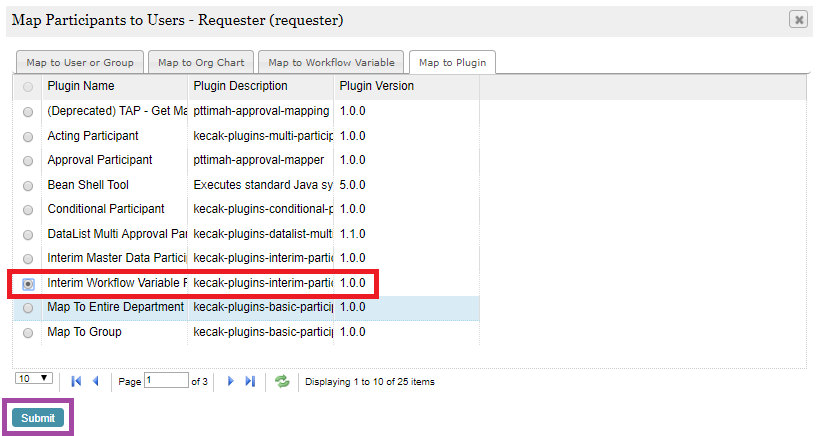 Map Participants to Users - Requester (requester)
Map to User or Group Map to Org Chart Map to Workflow Variable Map to Plugin
Plugin Name Plugin Description Plugin Version
(Deprecated) TAP - Get Ma pttimah-approval-mapping 1.0.0
Acting Participant kecak-plugins-multi-particip 1.0.0
Approval Participant pttimah-approval-mapper 1.0.0
Bean Shell Tool Executes standard Java sy 5.0.0
Conditional Participant kecak-plugins-conditional-p 1.0.0
DataList Multi Approval Par kecak-plugins-datalist-mult 1.1.0
Interim Master Data Partici kecak-plugins-interim-partic 1.0.0
Interim Workflow Variable P kecak-plugins-interim-partic 1.0.0
Map To Entire Department kecak-plugins-basic-particip 1.0.0
Map To Group kecak-plugins-basic-particip 1.0.0
10 Page 1 of 3 Displaying 1 to 10 of 25 items
Submit